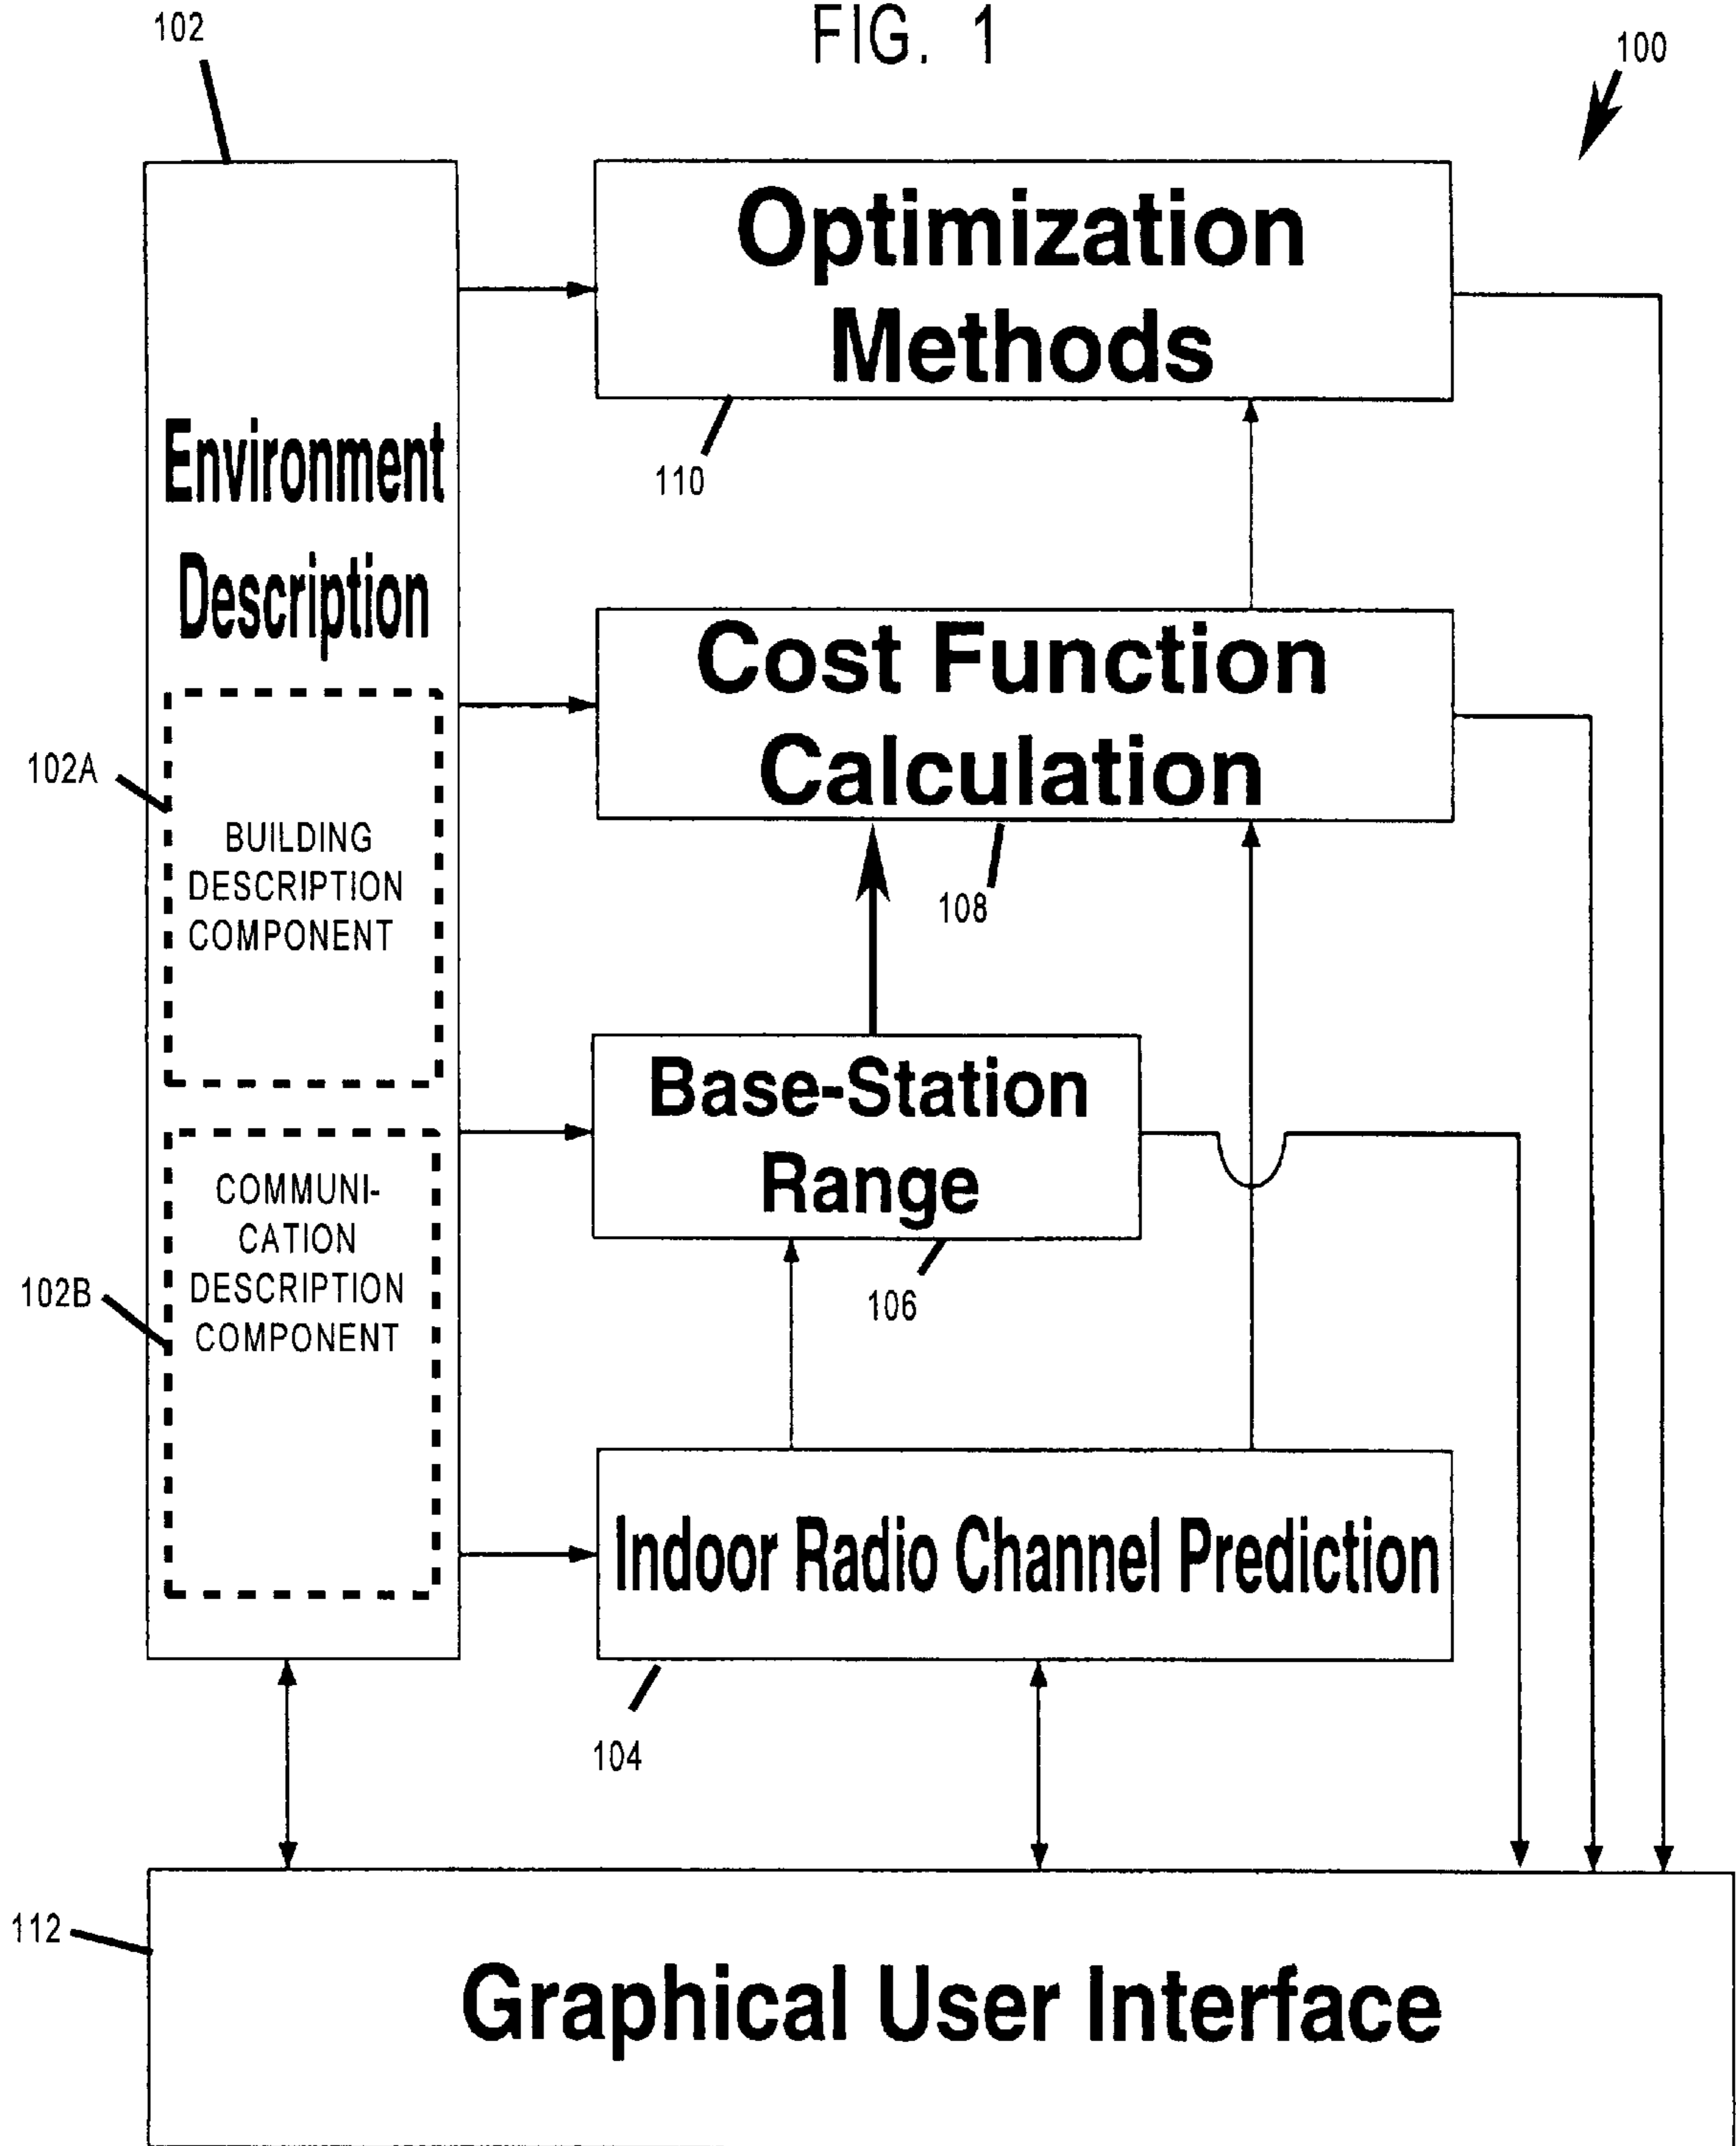 FIG. 1
102
100
Optimization
Methods
110
Environment
Description
Cost Function
Calculation
108
102A
BUILDING
DESCRIPTION
COMPONENT
Base-Station
Range
106
102B
COMMUNI-
CATION
DESCRIPTION
COMPONENT
Indoor Radio Channel Prediction
104
112
Graphical User Interface